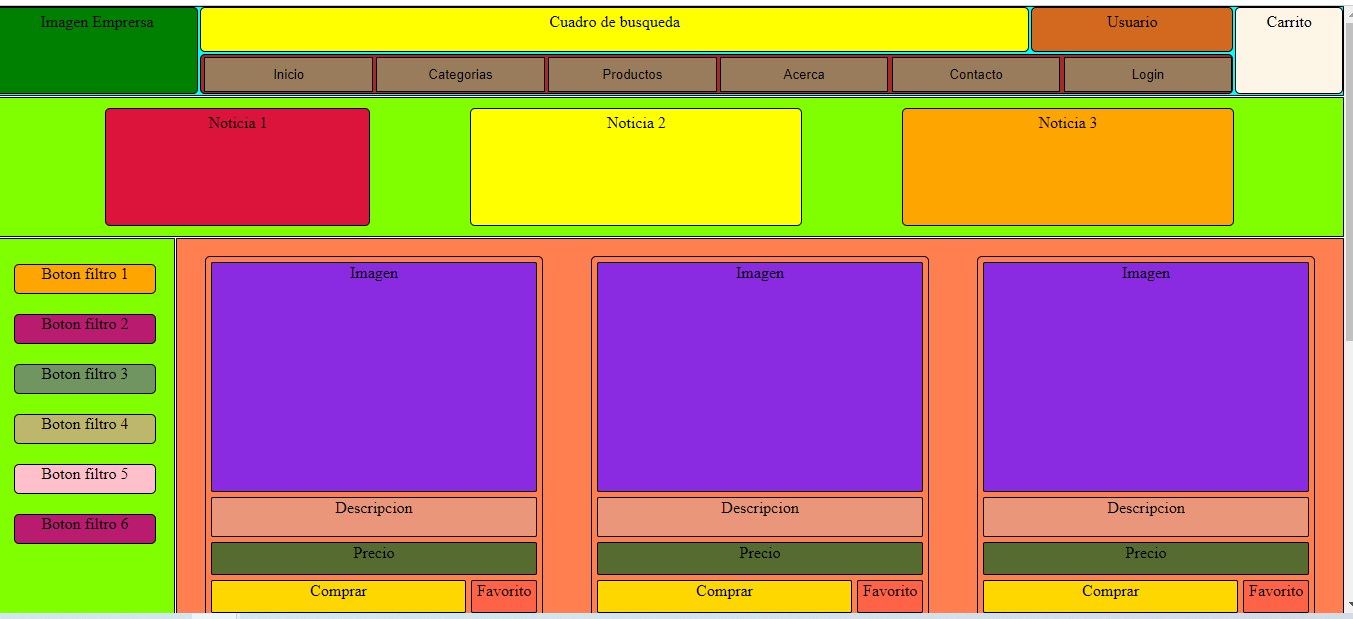 Imagen Emprersa
Cuadro de busqueda
Usuario
Carrito
Inicio
Categorias
Productos
Acerca
Contacto
Login
Noticia 1
Noticia 2
Noticia 3
Boton filtro 1
Boton filtro 2
Boton filtro 3
Boton filtro 4
Boton filtro 5
Boton filtro 6
Imagen
Descripcion
Precio
Comprar
Favorito
Imagen
Descripcion
Precio
Comprar
Favorito
Imagen
Descripcion
Precio
Comprar
Favorito